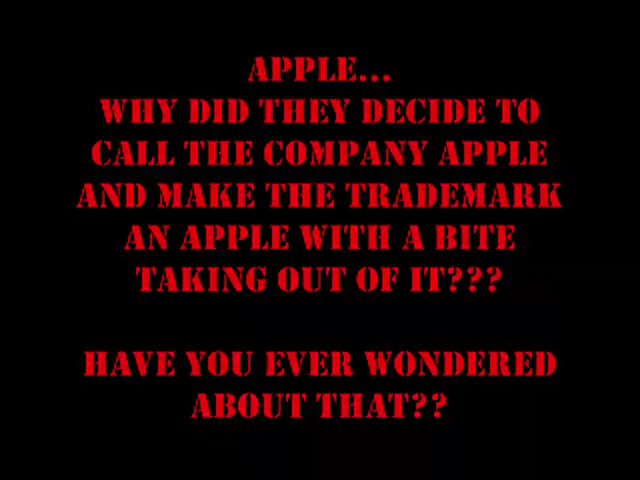 APPLE...
WHY DID THEY DECIDE TO
CALL THE COMPANY APPLE
AND MAKE THE TRADEMARK
AN APPLE WITH A BITE
TAKING OUT OF IT???
HAVE YOU EVER WONDERED
ABOUT THAT??